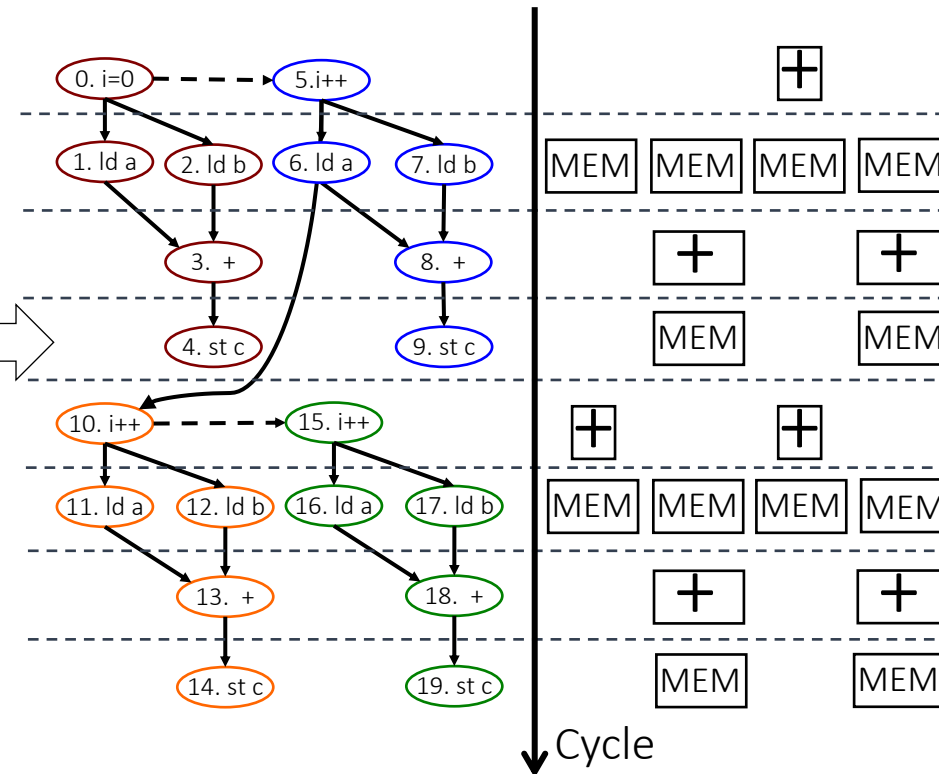 0. i=0
5.i++
+
1. ld a
2. ld b
6. ld a
7. ld b
MEM
MEM
MEM
MEM
3. +
8. +
+
+
4. st c
9. st c
MEM
MEM
10. i++
15. i++
+
+
11. ld a
12. ld b
16. ld a
17. ld b
MEM
MEM
MEM
MEM
13. +
18. +
+
+
14. st c
19. st c
MEM
MEM
Cycle